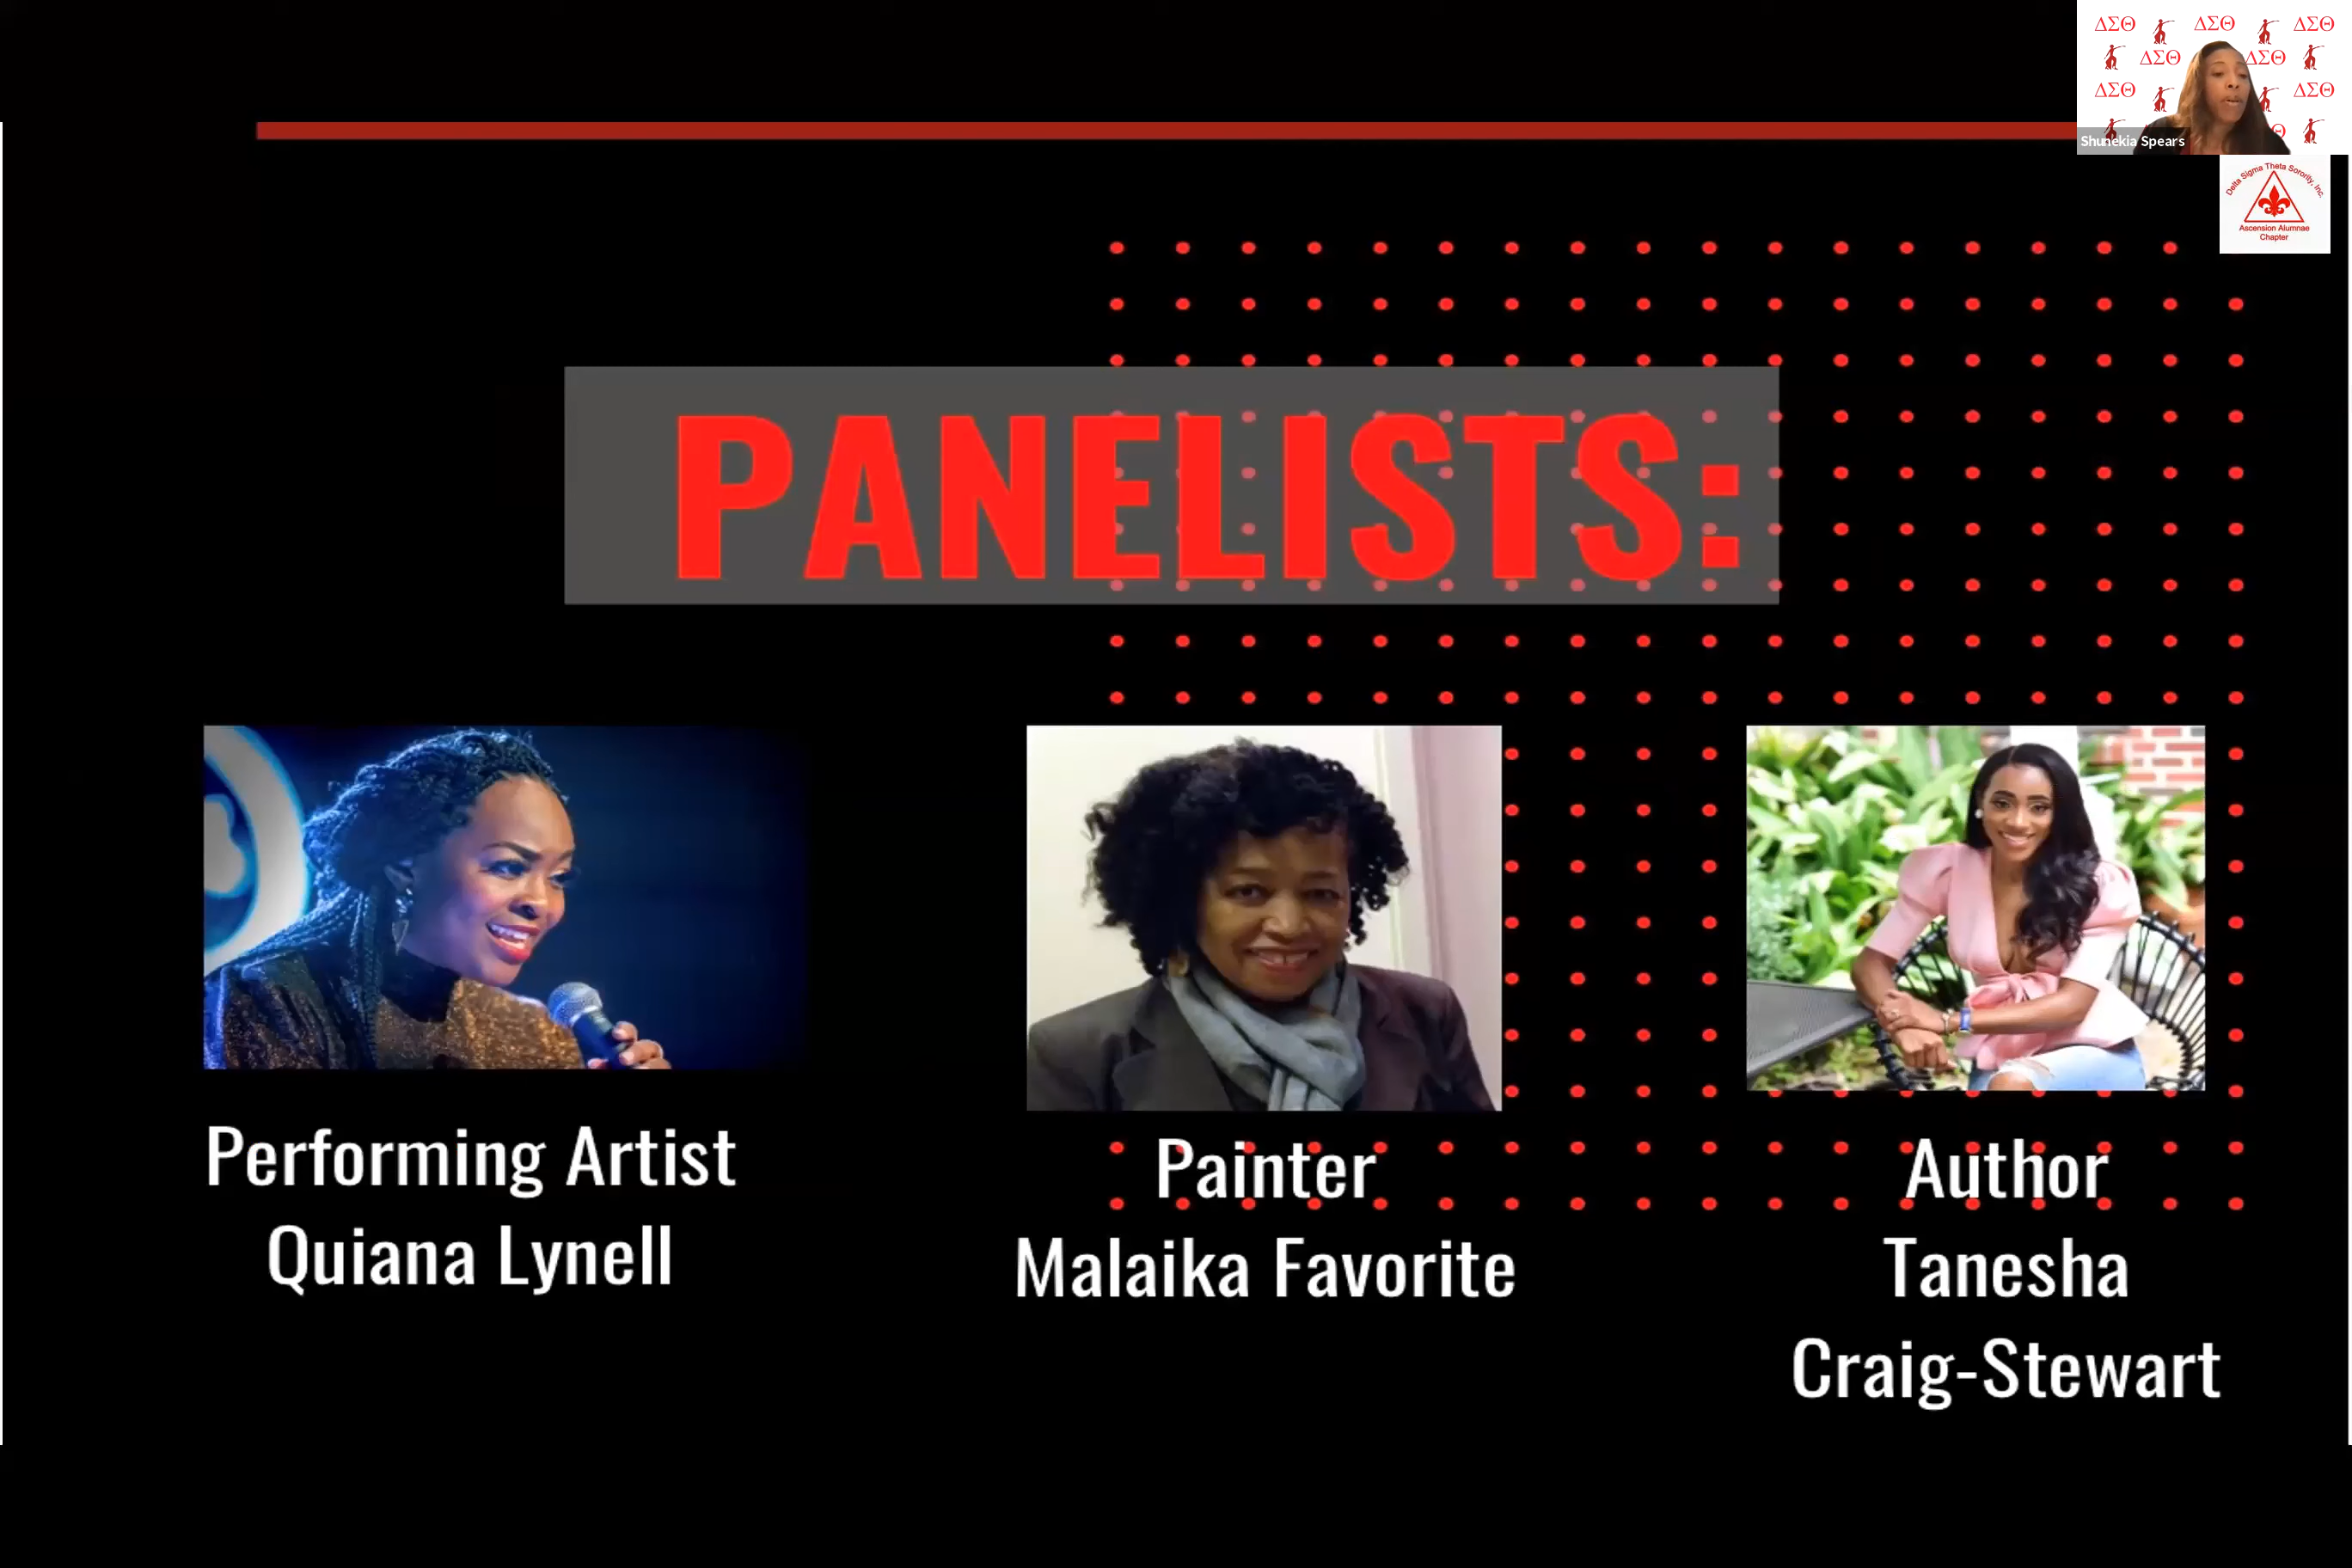 ΔΣΘ ΔΣΘ ΔΣΘ
ΔΣΘ ΔΣΘ
ΔΣΘ ΔΣΘ
Shunekia Spears
Delta Sigma Theta Sorority, Inc.
Ascension Alumnae
Chapter
PANELISTS:
Performing Artist
Quiana Lynell
Painter
Malaika Favorite
Author
Tanesha
Craig-Stewart